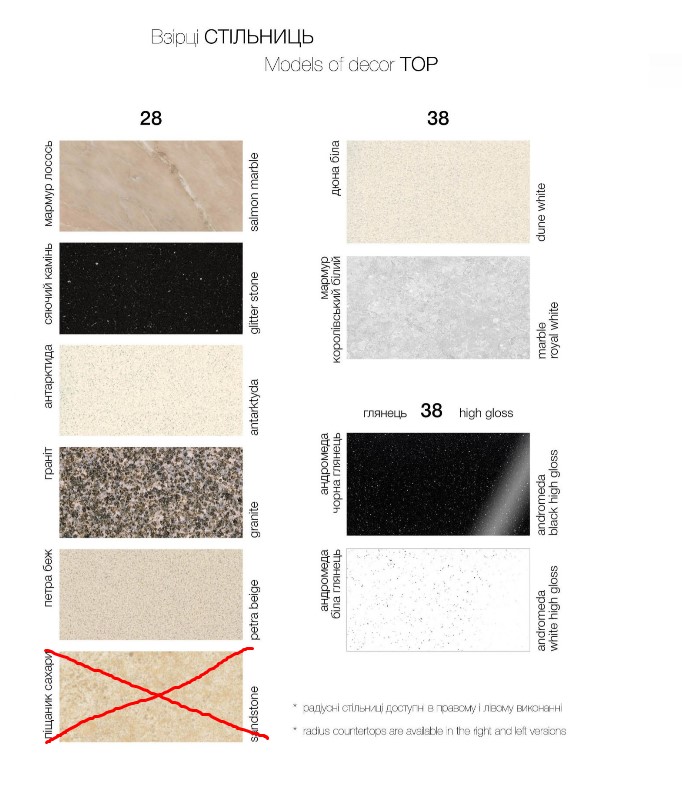 Взірці СТІЛЬНИЦЬ
Models of decor TOP
28
мармур лосось
salmon marble
сяючий камінь
glitter stone
антарктида
antarktyda
граніт
granite
петра беж
petra beige
піщаник сахари
sandstone
38
дюна біла
dune white
мармур
королівський білий
marble
royal white
глянець 38 high gloss
андромеда
чорна глянець
andromeda
black high gloss
андромеда
біла глянець
andromeda
white high gloss
* радіусні стільниці доступні в правому і лівому виконанні
* radius countertops are available in the right and left versions